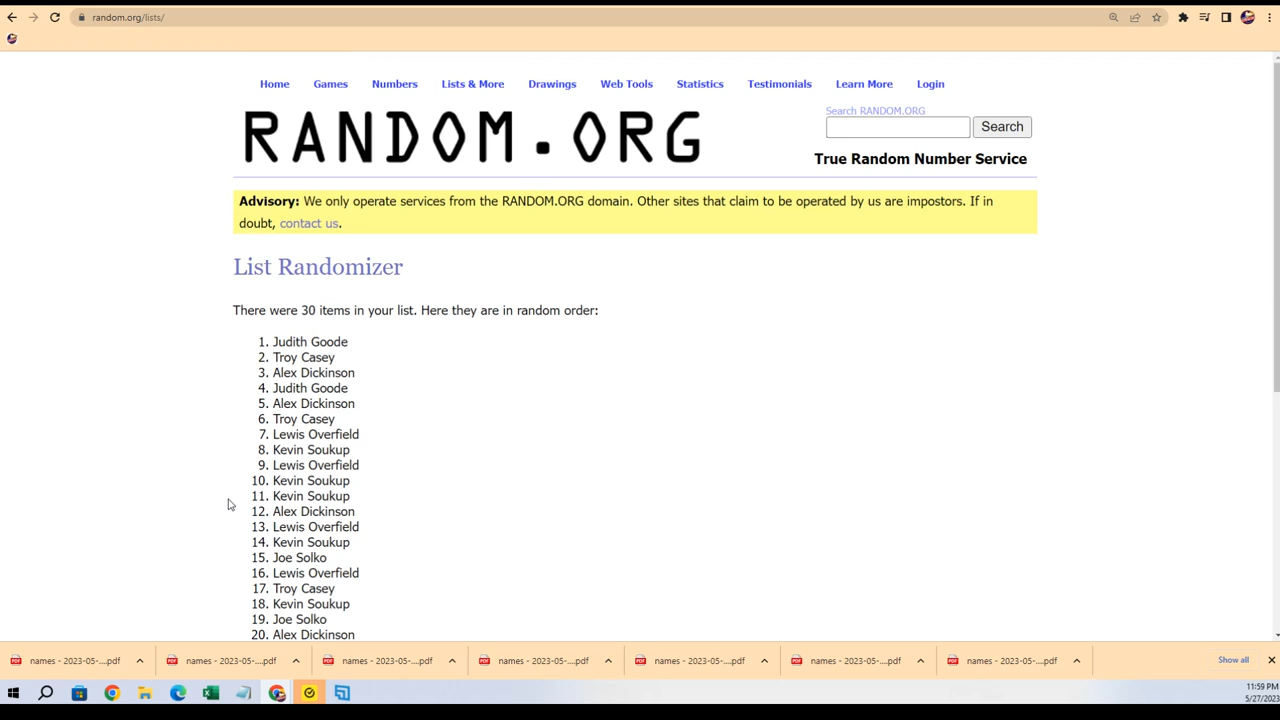 random.org/lists/
Home Games Numbers Lists & More Drawings Web Tools Statistics Testimonials Learn More Login
RANDOM.ORG
Search RANDOM.ORG
Search
True Random Number Service
Advisory: We only operate services from the RANDOM.ORG domain. Other sites that claim to be operated by us are impostors. If in
doubt, contact us.
List Randomizer
There were 30 items in your list. Here they are in random order:
1. Judith Goode
2. Troy Casey
3. Alex Dickinson
4. Judith Goode
5. Alex Dickinson
6. Troy Casey
7. Lewis Overfield
8. Kevin Soukup
9. Lewis Overfield
10. Kevin Soukup
11. Kevin Soukup
12. Alex Dickinson
13. Lewis Overfield
14. Kevin Soukup
15. Joe Solko
16. Lewis Overfield
17. Troy Casey
18. Kevin Soukup
19. Joe Solko
20. Alex Dickinson
names - 2023-05-....pdf names - 2023-05-....pdf names - 2023-05-....pdf names - 2023-05-....pdf names - 2023-05-....pdf names - 2023-05-....pdf names - 2023-05-....pdf Show all
11:59 PM
5/27/2023